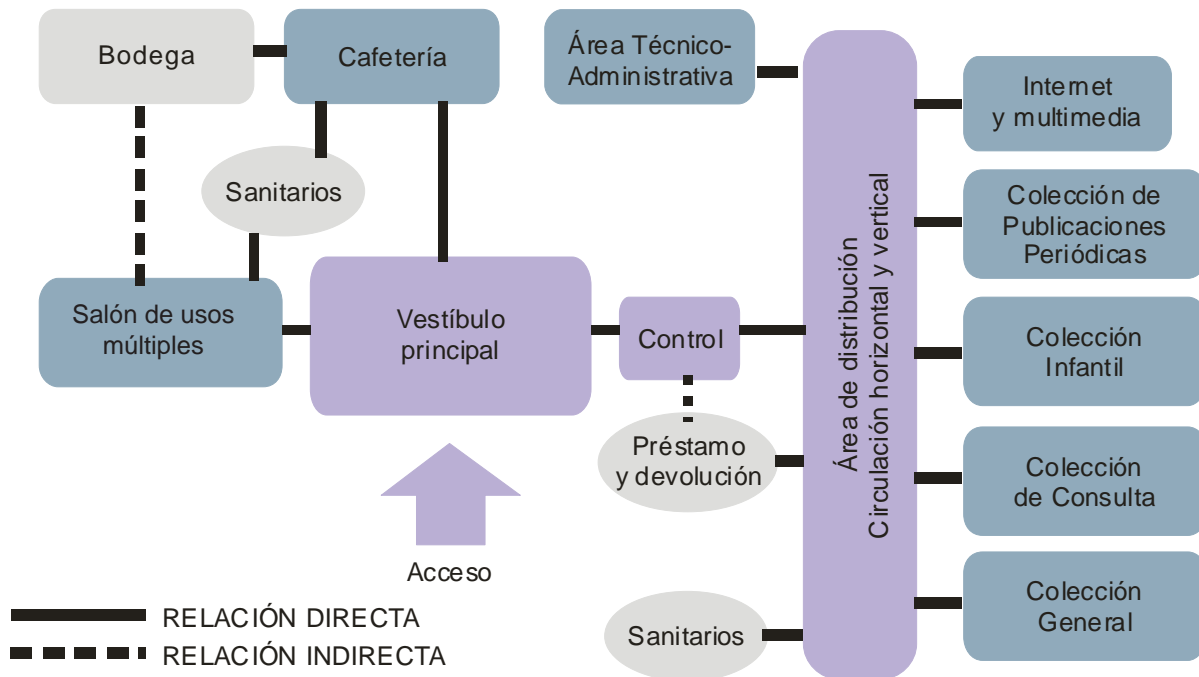 Bodega
Cafetería
Área Técnico-
Administrativa
Internet
y multimedia
Sanitarios
Colección de
Publicaciones
Periódicas
Salón de usos
múltiples
Vestíbulo
principal
Control
Área de distribución
Circulación horizontal y vertical
Colección
Infantil
Préstamo
y devolución
Colección
de Consulta
Acceso
Colección
General
Sanitarios
RELACIÓN DIRECTA
RELACIÓN INDIRECTA